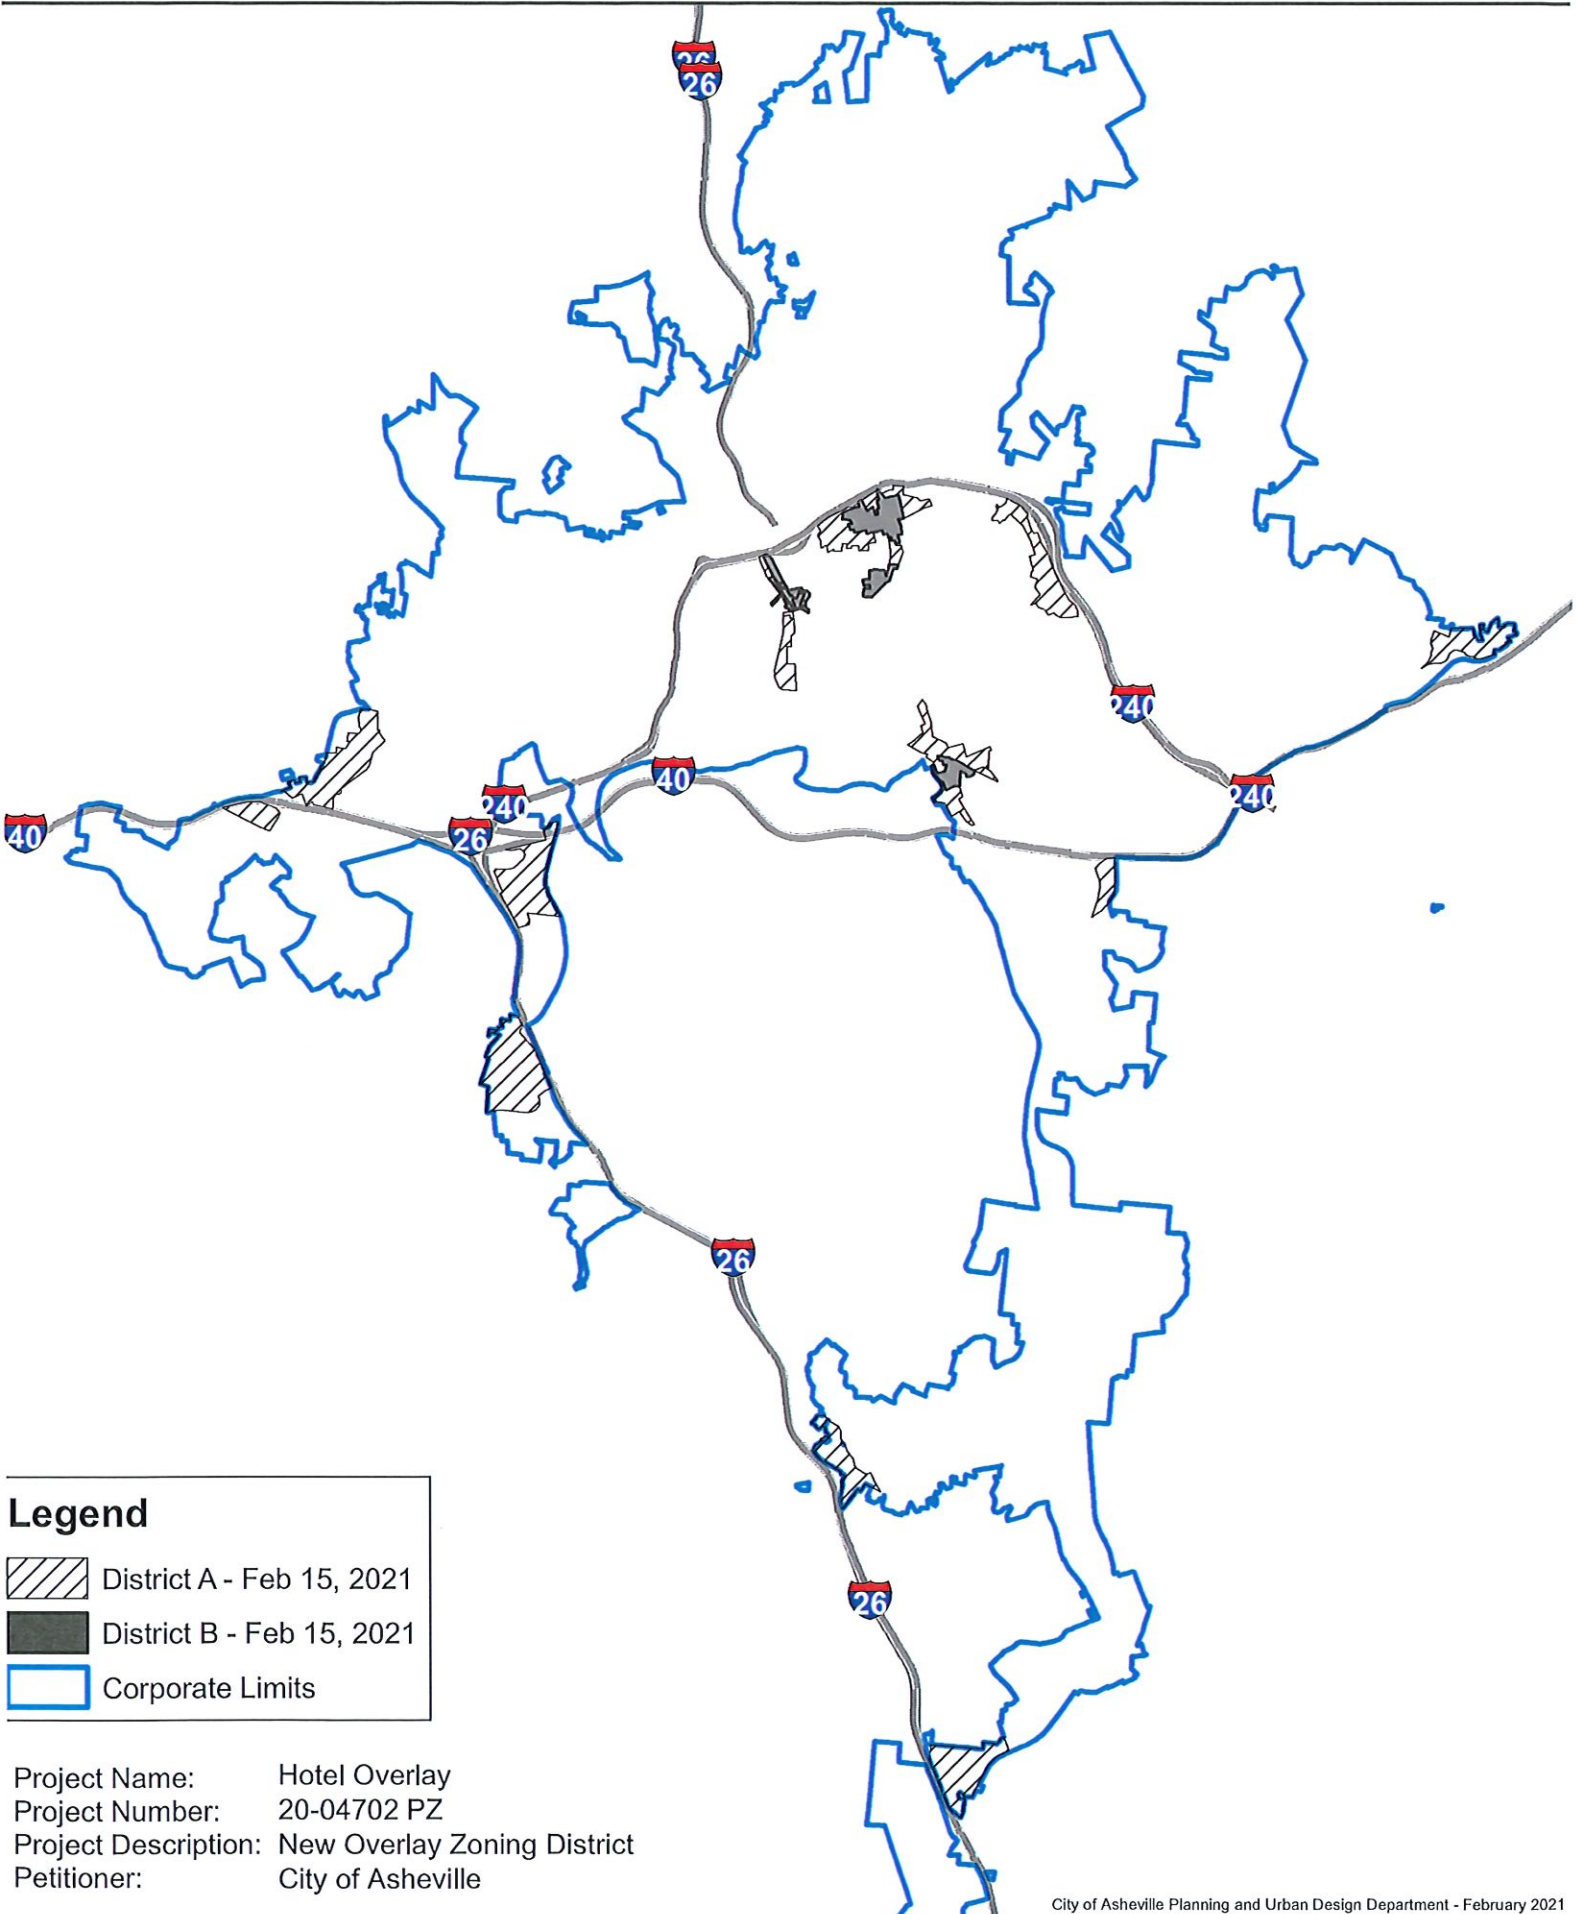 26
26
240
40
240
240
40
26
26
26
Legend
District A - Feb 15, 2021
District B - Feb 15, 2021
Corporate Limits
Project Name: Hotel Overlay
Project Number: 20-04702 PZ
Project Description: New Overlay Zoning District
Petitioner: City of Asheville
City of Asheville Planning and Urban Design Department - February 2021